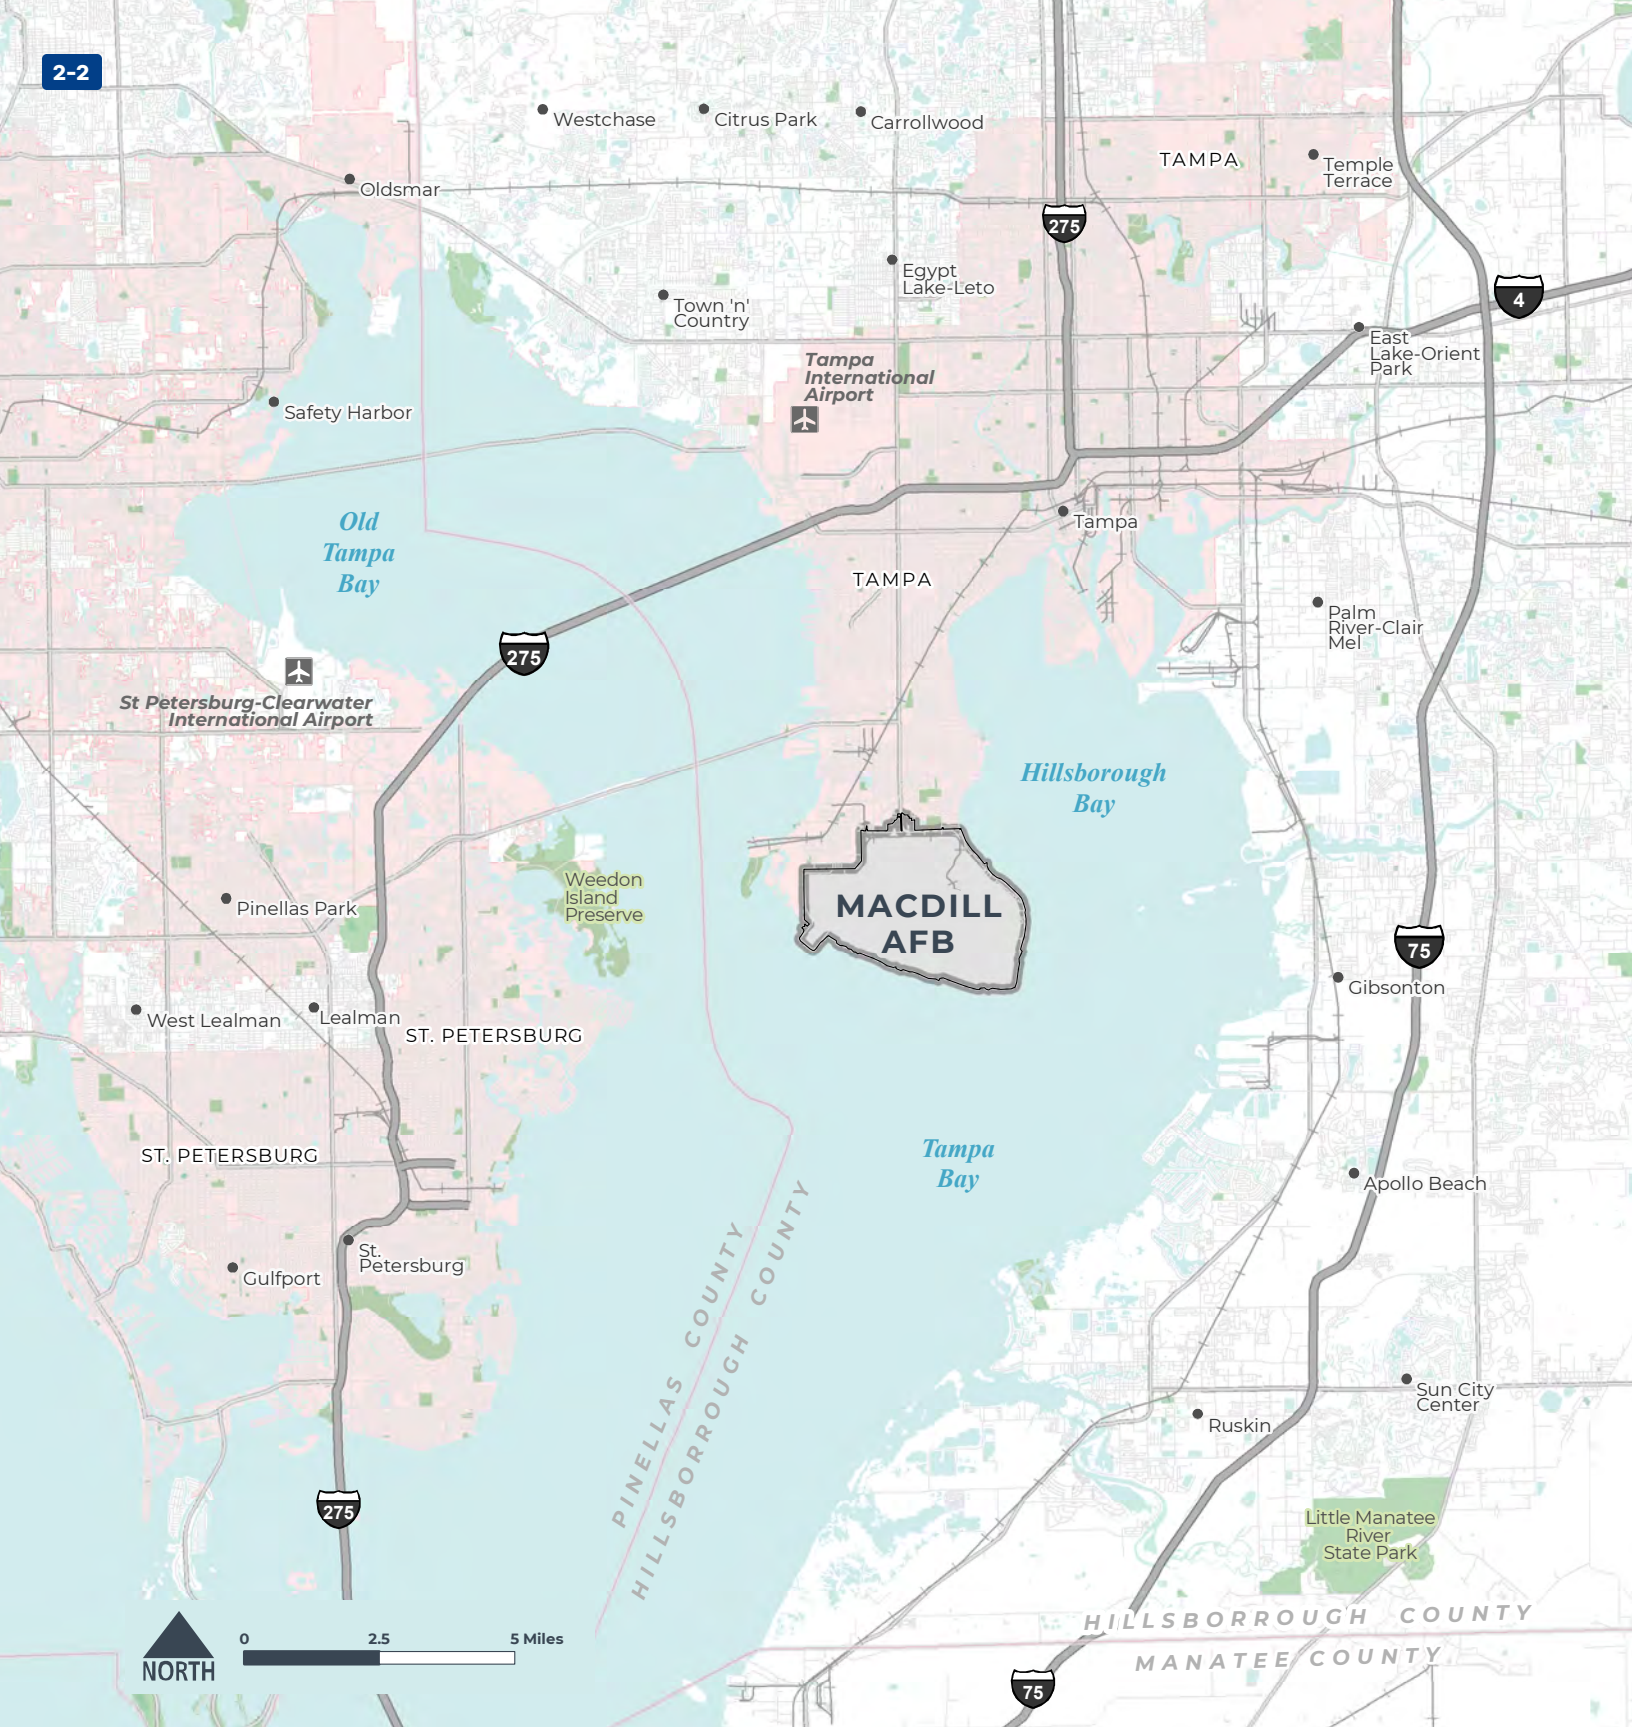 2-2
Westchase
Citrus Park
Carrollwood
TAMPA
Temple
Terrace
Oldsmar
275
Egypt
Lake-Leto
4
Town 'n'
Country
East
Lake-Orient
Park
Tampa
International
Airport
Safety Harbor
Old
Tampa
Bay
Tampa
TAMPA
Palm
River-Clair
Mel
275
St Petersburg-Clearwater
International Airport
Hillsborough
Bay
Weedon
Island
Preserve
MACDILL
AFB
Pinellas Park
75
Gibsonton
West Lealman
Lealman
ST. PETERSBURG
ST. PETERSBURG
Tampa
Bay
Apollo Beach
St.
Petersburg
Gulfport
PINELLAS COUNTY
HILLSBORROUGH COUNTY
Sun City
Center
Ruskin
275
Little Manatee
River
State Park
HILLSBORROUGH COUNTY
MANATEE COUNTY
0 2.5 5 Miles
NORTH
75